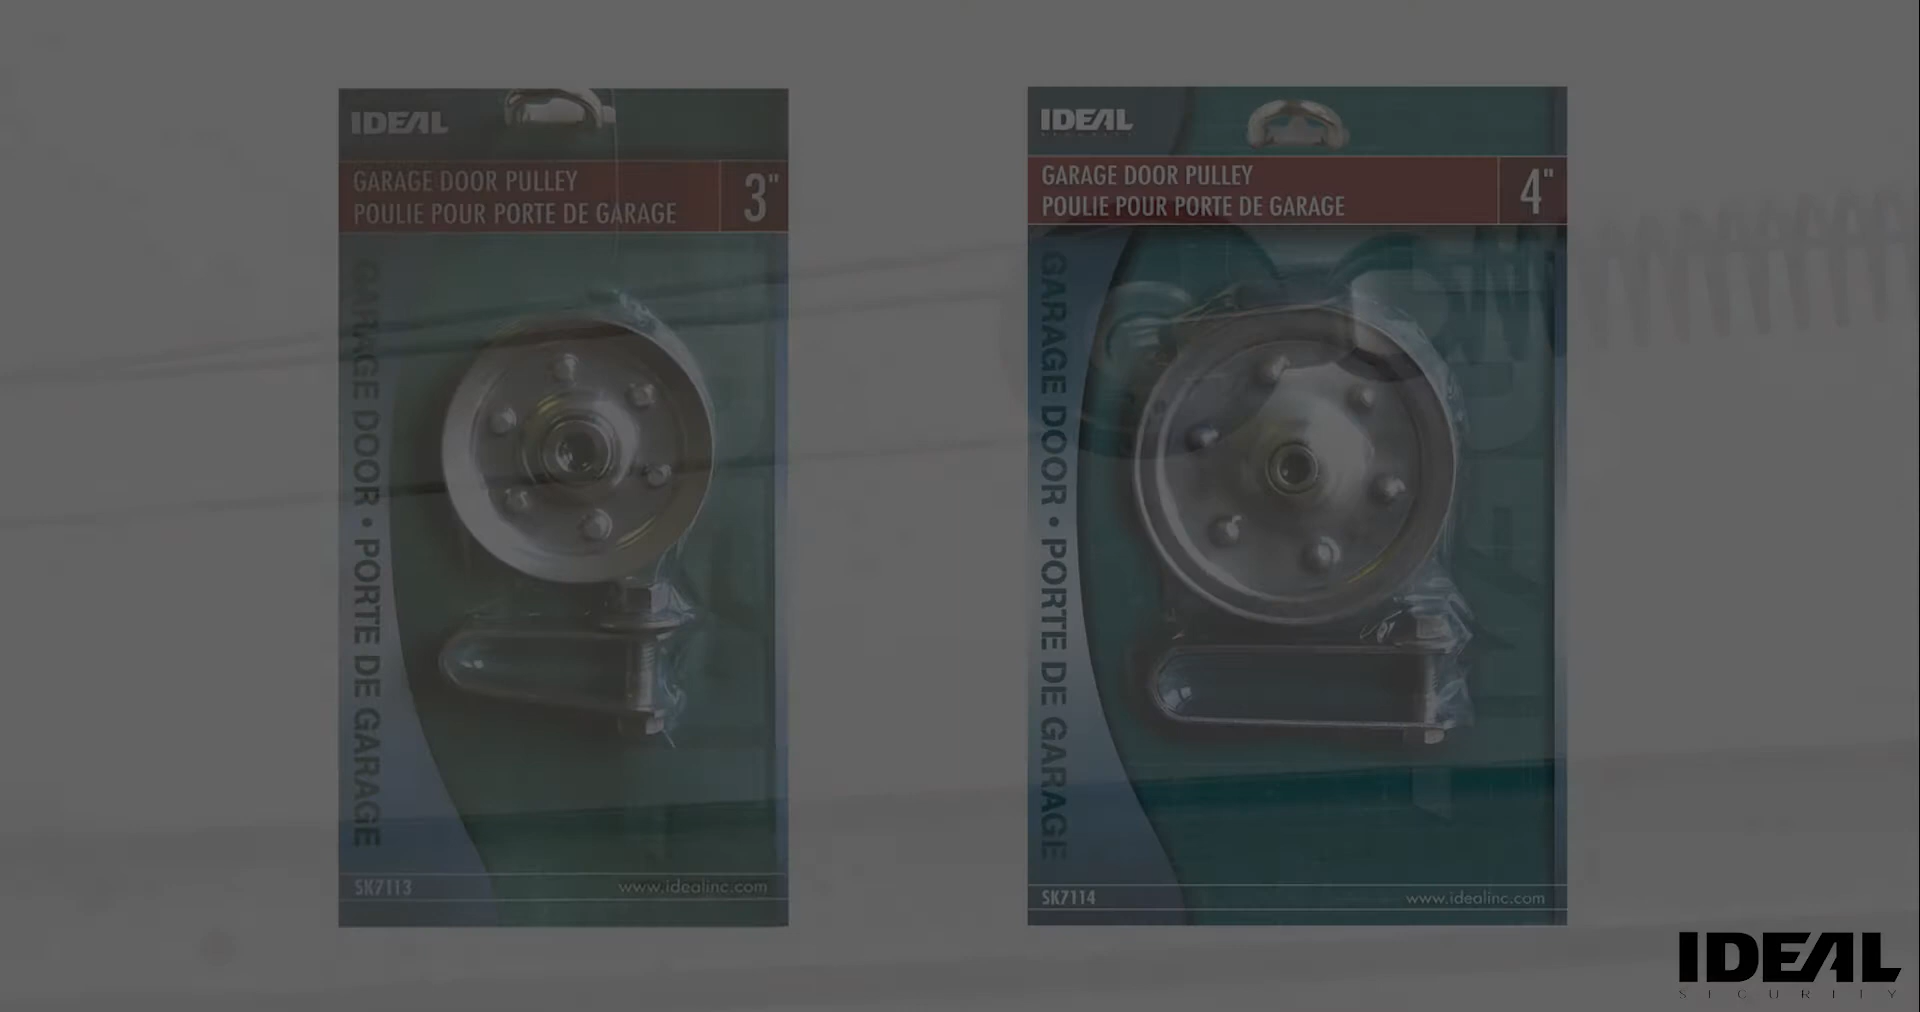 IDEAL
GARAGE DOOR PULLEY
POULIE POUR PORTE DE GARAGE
3"
GARAGE DOOR • PORTE DE GARAGE
SK7113
www.idealinc.com
IDEAL
SECURITY
GARAGE DOOR PULLEY
POULIE POUR PORTE DE GARAGE
4"
GARAGE DOOR • PORTE DE GARAGE
SK7114
www.idealinc.com
IDEAL
SECURITY